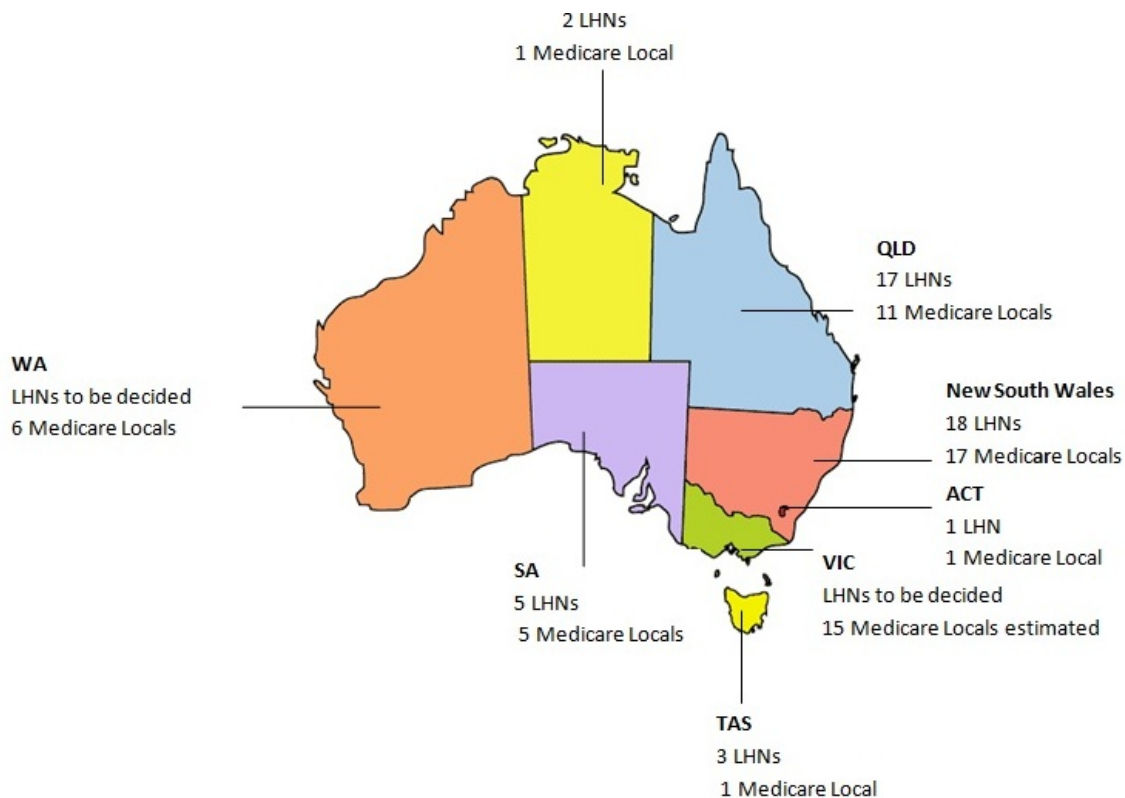 2 LHNs
1 Medicare Local
QLD
17 LHNs
11 Medicare Locals
WA
LHNs to be decided
6 Medicare Locals
New South Wales
18 LHNs
17 Medicare Locals
ACT
1 LHN
1 Medicare Local
VIC
LHNs to be decided
15 Medicare Locals estimated
SA
5 LHNs
5 Medicare Locals
TAS
3 LHNs
1 Medicare Local